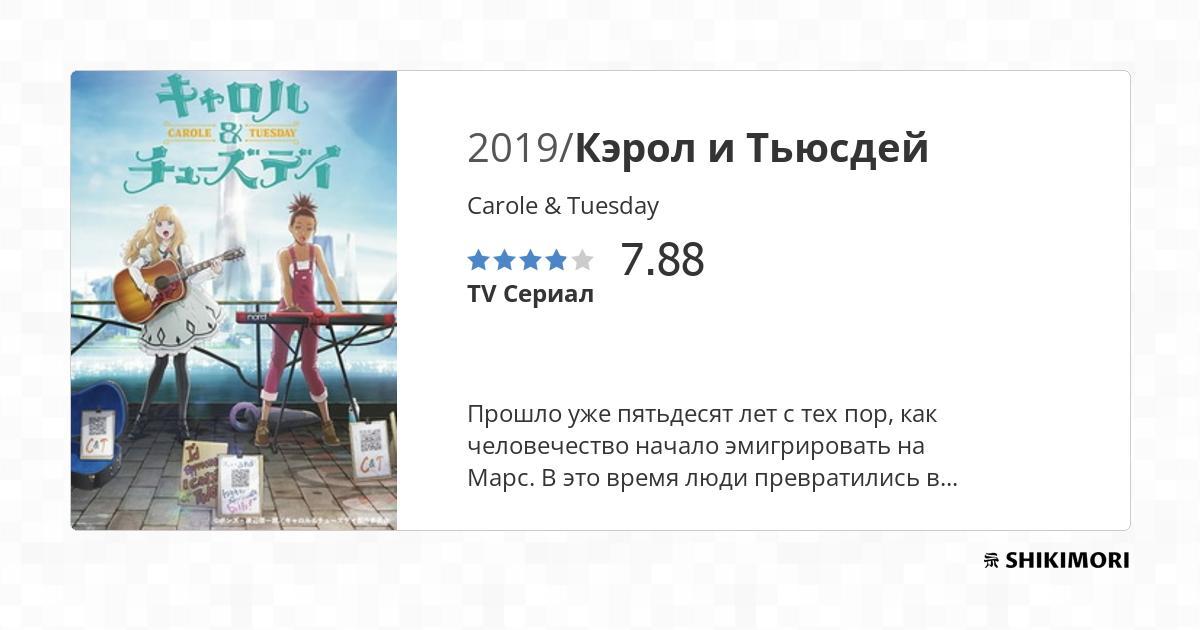 キャロル
CAROLE & TUESDAY
チューズデイ
nord
C&T
C&T
2019/Кэрол и Тьюсдей
Carole & Tuesday
7.88
TV Сериал
Прошло уже пятьдесят лет с тех пор, как
человечество начало эмигрировать на
Марс. В это время люди превратились в...
SHIKIMORI